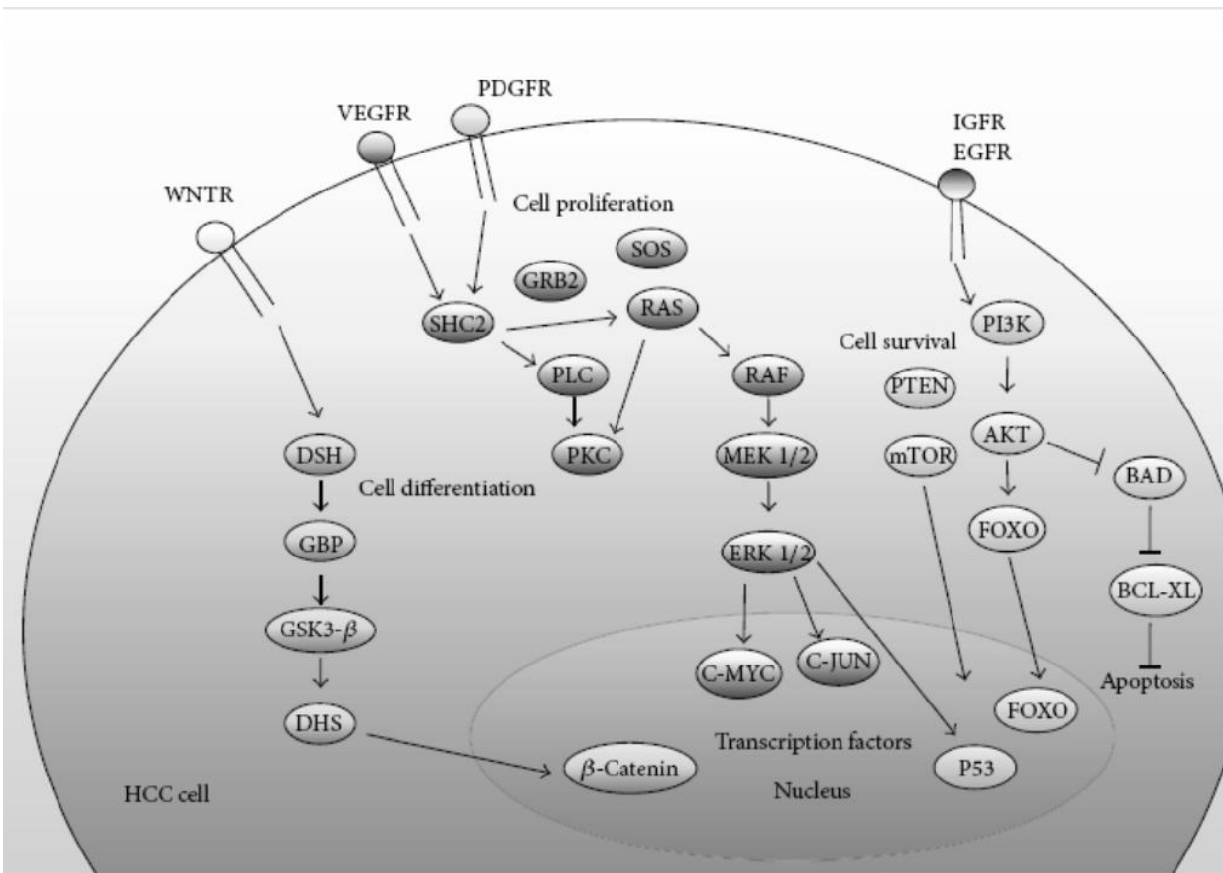 PDGFR
VEGFR
IGFR
EGFR
WNTR
Cell proliferation
SOS
GRB2
RAS
SHC2
PI3K
Cell survival
PLC
RAF
PTEN
AKT
DSH
PKC
MEK 1/2
mTOR
BAD
Cell differentiation
GBP
FOXO
ERK 1/2
BCL-XL
GSK3-β
C-MYC
C-JUN
Apoptosis
DHS
FOXO
Transcription factors
β-Catenin
P53
HCC cell
Nucleus